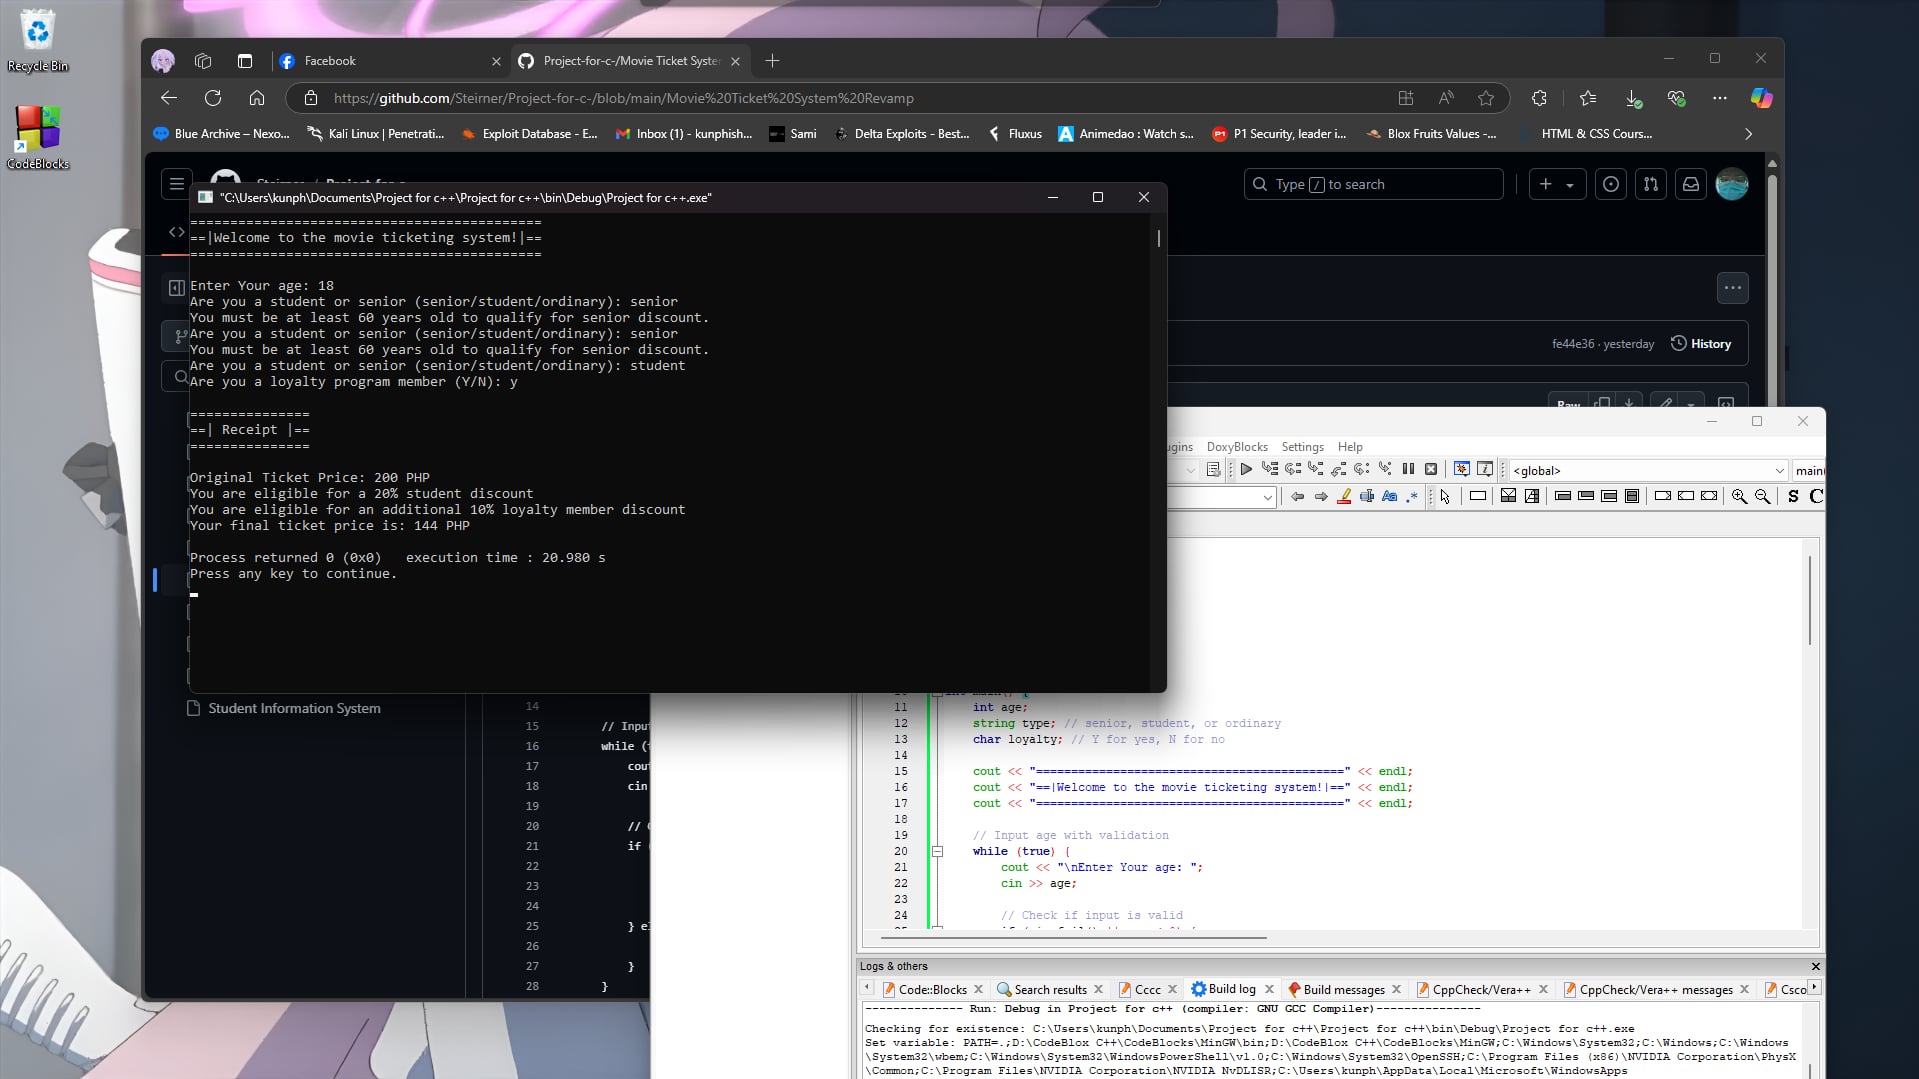 Recycle Bin
CodeBlocks
Facebook
Project-for-c-/Movie Ticket Syste
https://github.com/Steirner/Project-for-c-/blob/main/Movie%20Ticket%20System%20Revamp
Blue Archive – Nexo...
Kali Linux | Penetrati...
Exploit Database - E...
Inbox (1) - kunphish...
Sami
Delta Exploits - Best...
Fluxus
Animedao : Watch s...
P1 Security, leader i...
Blox Fruits Values -...
HTML & CSS Cours...
Type / to search
"C:\Users\kunph\Documents\Project for c++\Project for c++\bin\Debug\Project for c++.exe"
============================================
==|Welcome to the movie ticketing system!|==
============================================
Enter Your age: 18
Are you a student or senior (senior/student/ordinary): senior
You must be at least 60 years old to qualify for senior discount.
Are you a student or senior (senior/student/ordinary): senior
You must be at least 60 years old to qualify for senior discount.
Are you a student or senior (senior/student/ordinary): student
Are you a loyalty program member (Y/N): y
===============
==| Receipt |==
===============
Original Ticket Price: 200 PHP
You are eligible for a 20% student discount
You are eligible for an additional 10% loyalty member discount
Your final ticket price is: 144 PHP
Process returned 0 (0x0)   execution time : 20.980 s
Press any key to continue.
fe44e36 · yesterday
History
Raw
Student Information System
14
15 // Input
16 while (
17 cout
18 cin
19
20 //
21 if (
22
23
24
25 } el
26
27 }
28 }
ugins DoxyBlocks Settings Help
<global>
main(
11 int age;
12 string type; // senior, student, or ordinary
13 char loyalty; // Y for yes, N for no
14
15 cout << "============================================" << endl;
16 cout << "==|Welcome to the movie ticketing system!|==" << endl;
17 cout << "============================================" << endl;
18
19 // Input age with validation
20 while (true) {
21 cout << "\nEnter Your age: ";
22 cin >> age;
23
24 // Check if input is valid
Logs & others
Code::Blocks
Search results
Cccc
Build log
Build messages
CppCheck/Vera++
CppCheck/Vera++ messages
Csco
-------------- Run: Debug in Project for c++ (compiler: GNU GCC Compiler)---------------
Checking for existence: C:\Users\kunph\Documents\Project for c++\Project for c++\bin\Debug\Project for c++.exe
Set variable: PATH=.;D:\CodeBlox C++\CodeBlocks\MinGW\bin;D:\CodeBlox C++\CodeBlocks\MinGW;C:\Windows\System32;C:\Windows;C:\Windows
\System32\wbem;C:\Windows\System32\WindowsPowerShell\v1.0;C:\Windows\System32\OpenSSH;C:\Program Files (x86)\NVIDIA Corporation\PhysX
\Common;C:\Program Files\NVIDIA Corporation\NVIDIA NvDLISR;C:\Users\kunph\AppData\Local\Microsoft\WindowsApps